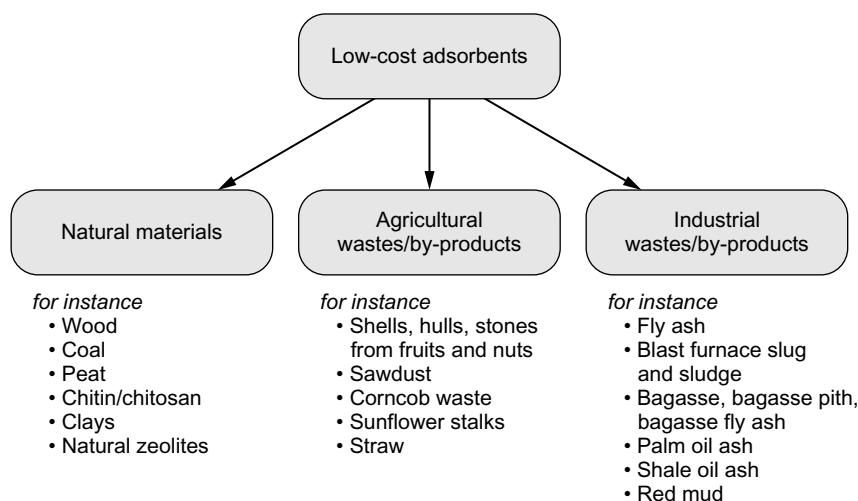 Low-cost adsorbents
Natural materials
Agricultural
wastes/by-products
Industrial
wastes/by-products
for instance
• Wood
• Coal
• Peat
• Chitin/chitosan
• Clays
• Natural zeolites
for instance
• Shells, hulls, stones
from fruits and nuts
• Sawdust
• Corncob waste
• Sunflower stalks
• Straw
for instance
• Fly ash
• Blast furnace slug
and sludge
• Bagasse, bagasse pith,
bagasse fly ash
• Palm oil ash
• Shale oil ash
• Red mud